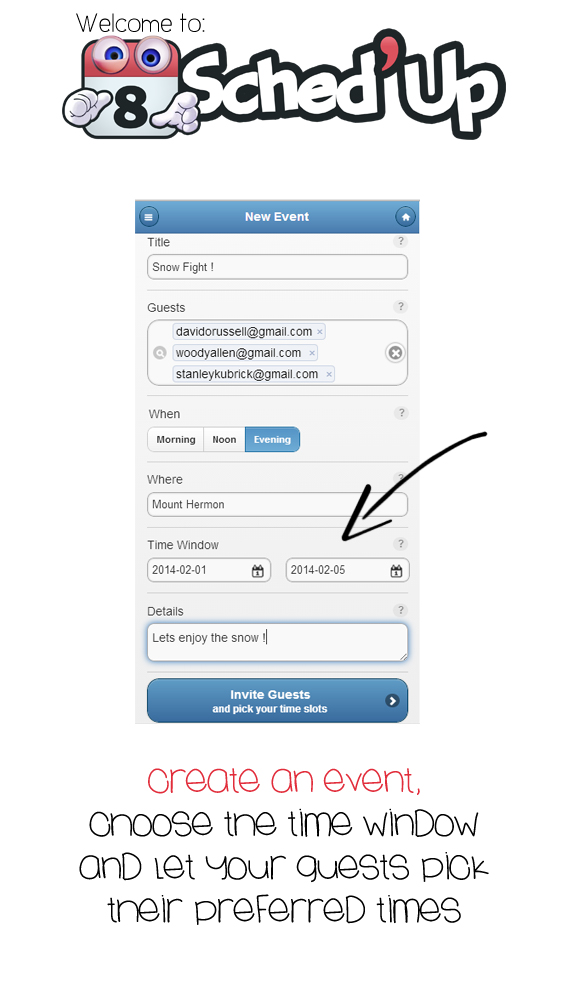 Welcome to:
8 Sched'Up
New Event
Title ?
Snow Fight !
Guests ?
davidorussell@gmail.com ×
woodyallen@gmail.com ×
stanleykubrick@gmail.com ×
When ?
Morning Noon Evening
Where ?
Mount Hermon
Time Window ?
2014-02-01 2014-02-05
Details ?
Lets enjoy the snow !
Invite Guests
and pick your time slots
Create an event,
choose the time window
and let your guests pick
their preferred times